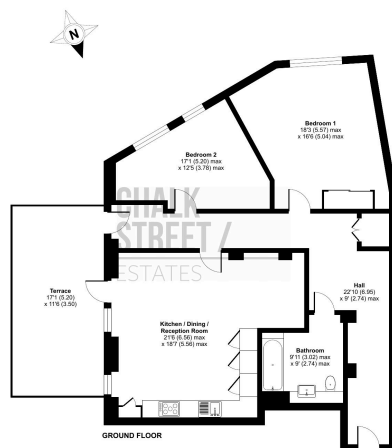 N
Bedroom 1
18'3 (5.57) max
x 16'6 (5.04) max
Bedroom 2
17'1 (5.20) max
x 12'5 (3.78) max
CHALK
STREET /
ESTATES
Terrace
17'1 (5.20)
x 11'6 (3.50)
Hall
22'10 (6.95)
x 9' (2.74) max
Kitchen / Dining /
Reception Room
21'6 (6.56) max
x 18'7 (5.56) max
Bathroom
9'11 (3.02) max
x 9' (2.74) max
GROUND FLOOR